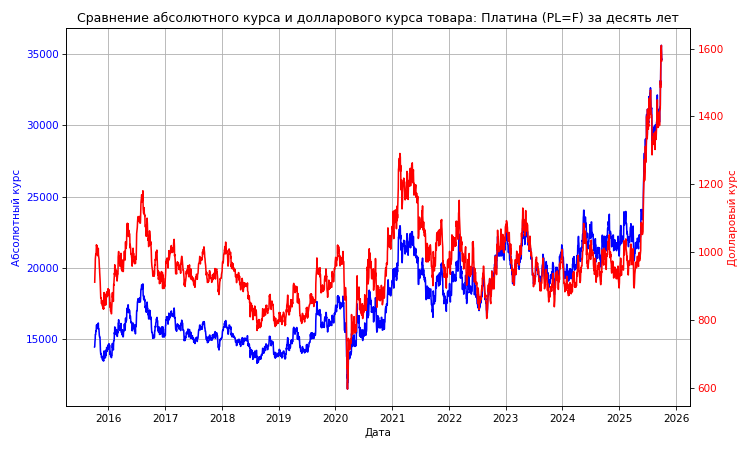 Сравнение абсолютного курса и долларового курса товара: Платина (PL=F) за десять лет
Абсолютный курс
35000
30000
25000
20000
15000
1600
1400
1200
1000
800
600
Долларовый курс
2016 2017 2018 2019 2020 2021 2022 2023 2024 2025 2026
Дата